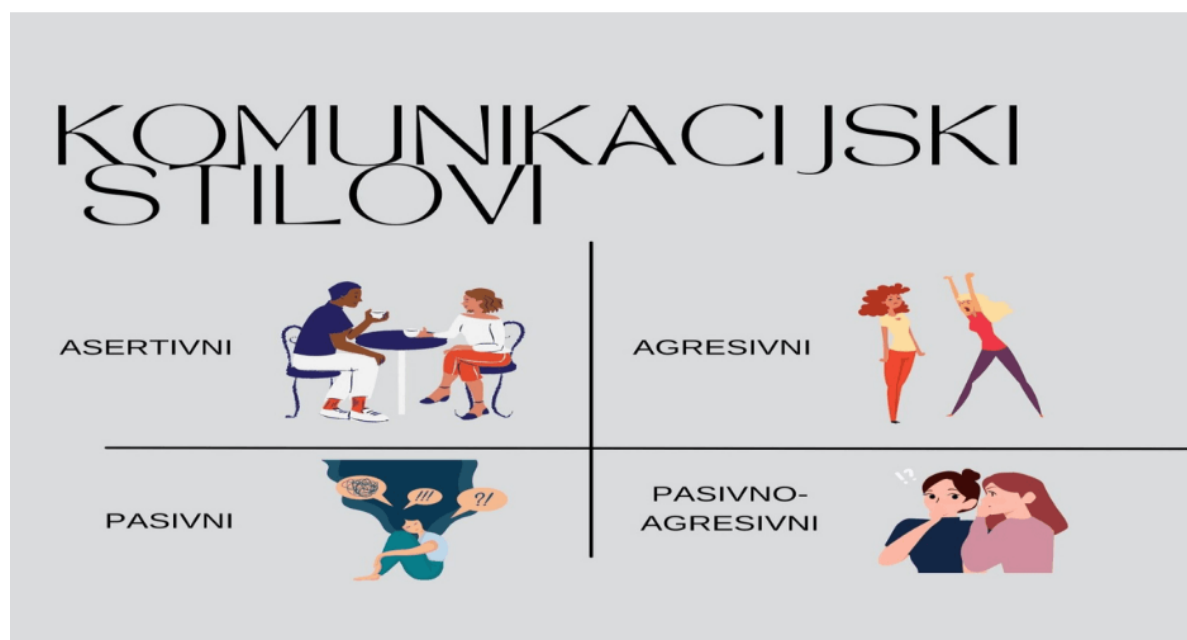 KOMUNIKACIJSKI
STILOVI
ASERTIVNI
AGRESIVNI
!!!
?!
PASIVNI
!?
PASIVNO-
AGRESIVNI